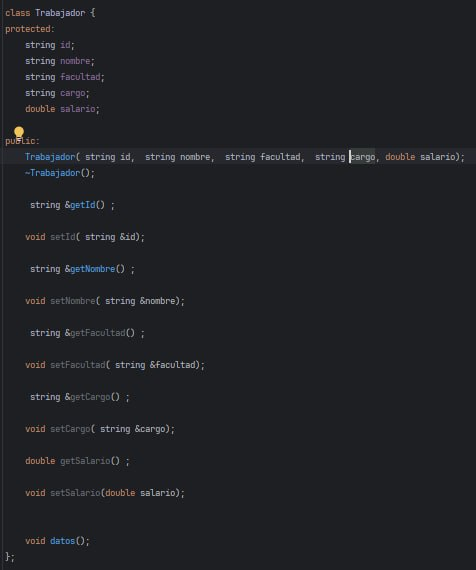 class Trabajador {
protected:
    string id;
    string nombre;
    string facultad;
    string cargo;
    double salario;
public:
    Trabajador( string id,  string nombre,  string facultad,  string cargo, double salario);
    ~Trabajador();
     string &getId() ;
    void setId( string &id);
     string &getNombre() ;
    void setNombre( string &nombre);
     string &getFacultad() ;
    void setFacultad( string &facultad);
     string &getCargo() ;
    void setCargo( string &cargo);
    double getSalario() ;
    void setSalario(double salario);
    void datos();
};